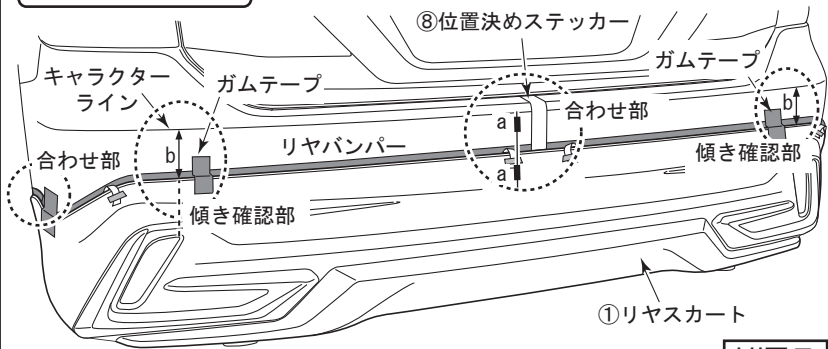 ⑧位置決めステッカー
キャラクター
ライン
ガムテープ
ガムテープ
合わせ部
a
b
b
リヤバンパー
合わせ部
a
傾き確認部
傾き確認部
①リヤスカート